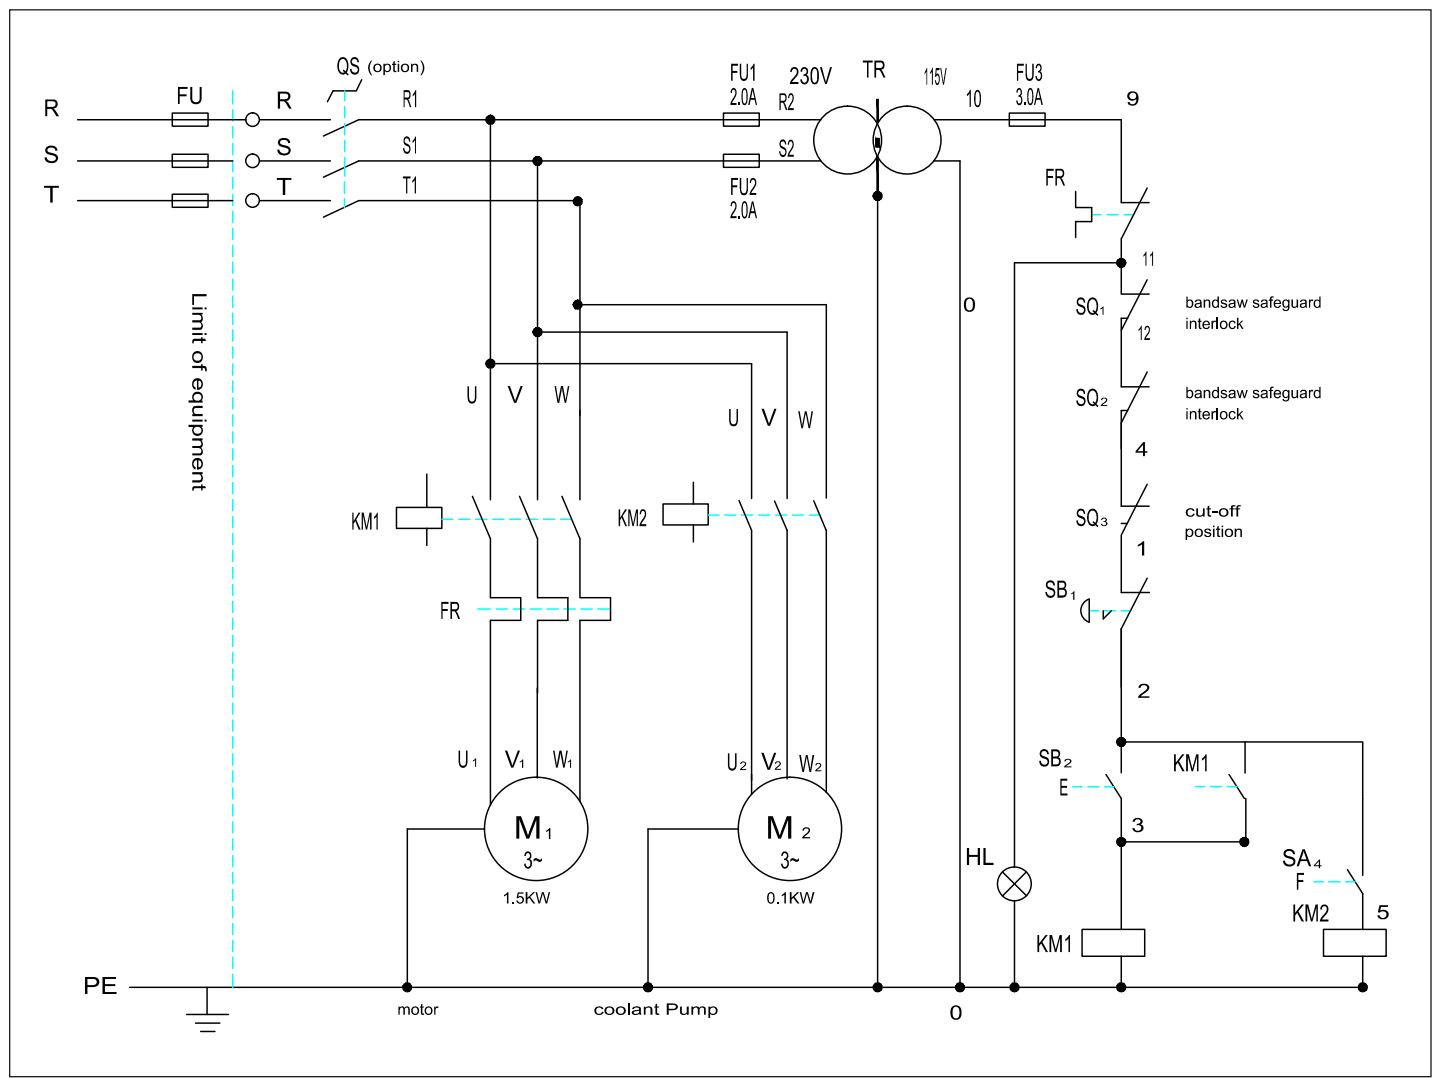 QS (option)
FU
R
R
R1
S
S
S1
T
T
T1
FU1
2.0A
230V
R2
TR
115V
10
FU3
3.0A
9
S2
FU2
2.0A
FR
11
0
SQ1
12
bandsaw safeguard
interlock
SQ2
bandsaw safeguard
interlock
4
SQ3
cut-off
position
1
SB1
2
Limit of equipment
U V W
U V W
KM1
KM2
FR
U1 V1 W1
U2 V2 W2
M1
3~
1.5KW
M2
3~
0.1KW
SB2
E
KM1
3
HL
SA4
F
KM1
KM2
5
PE
motor
coolant Pump
0